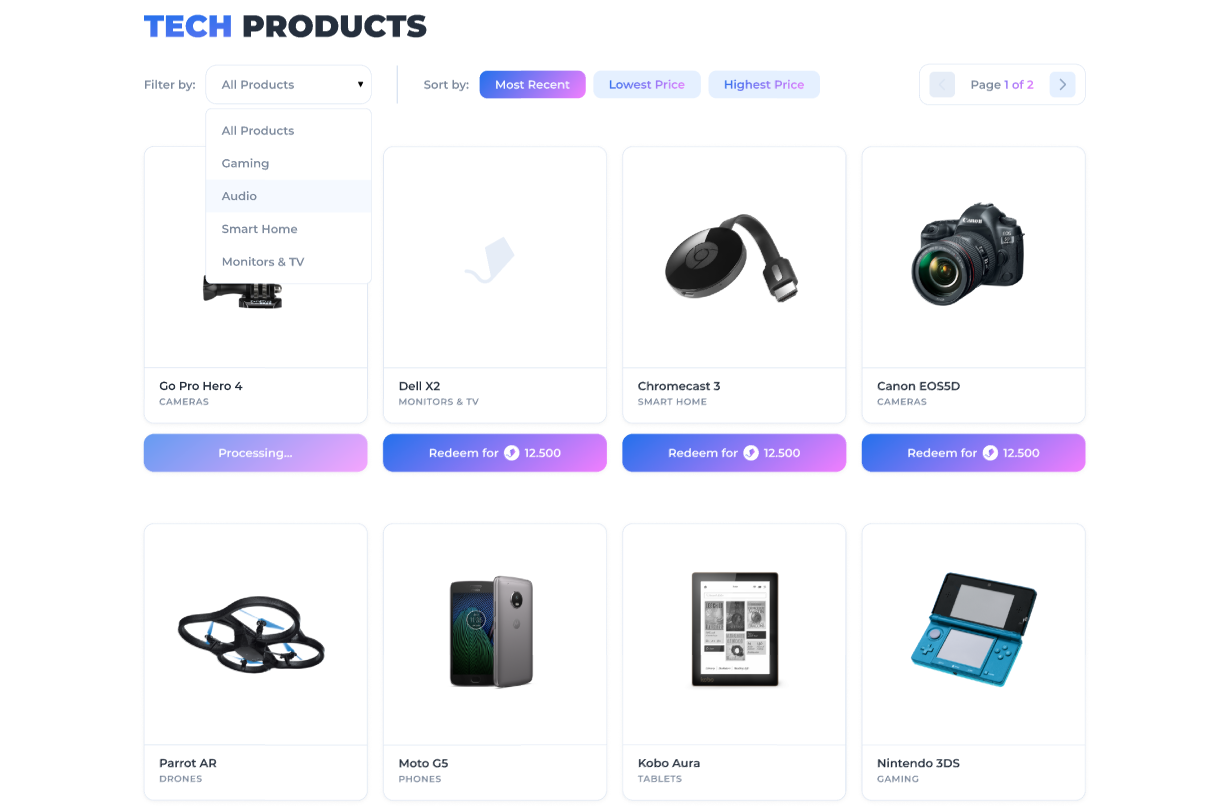 TECH PRODUCTS
Filter by:
All Products
Sort by:
Most Recent
Lowest Price
Highest Price
Page 1 of 2
All Products
Gaming
Audio
Smart Home
Monitors & TV
Go Pro Hero 4
CAMERAS
Dell X2
MONITORS & TV
Chromecast 3
SMART HOME
Canon
Canon EOS5D
CAMERAS
Processing...
Redeem for 12.500
Redeem for 12.500
Redeem for 12.500
Parrot AR
DRONES
Moto G5
PHONES
Kobo Aura
TABLETS
Nintendo 3DS
GAMING